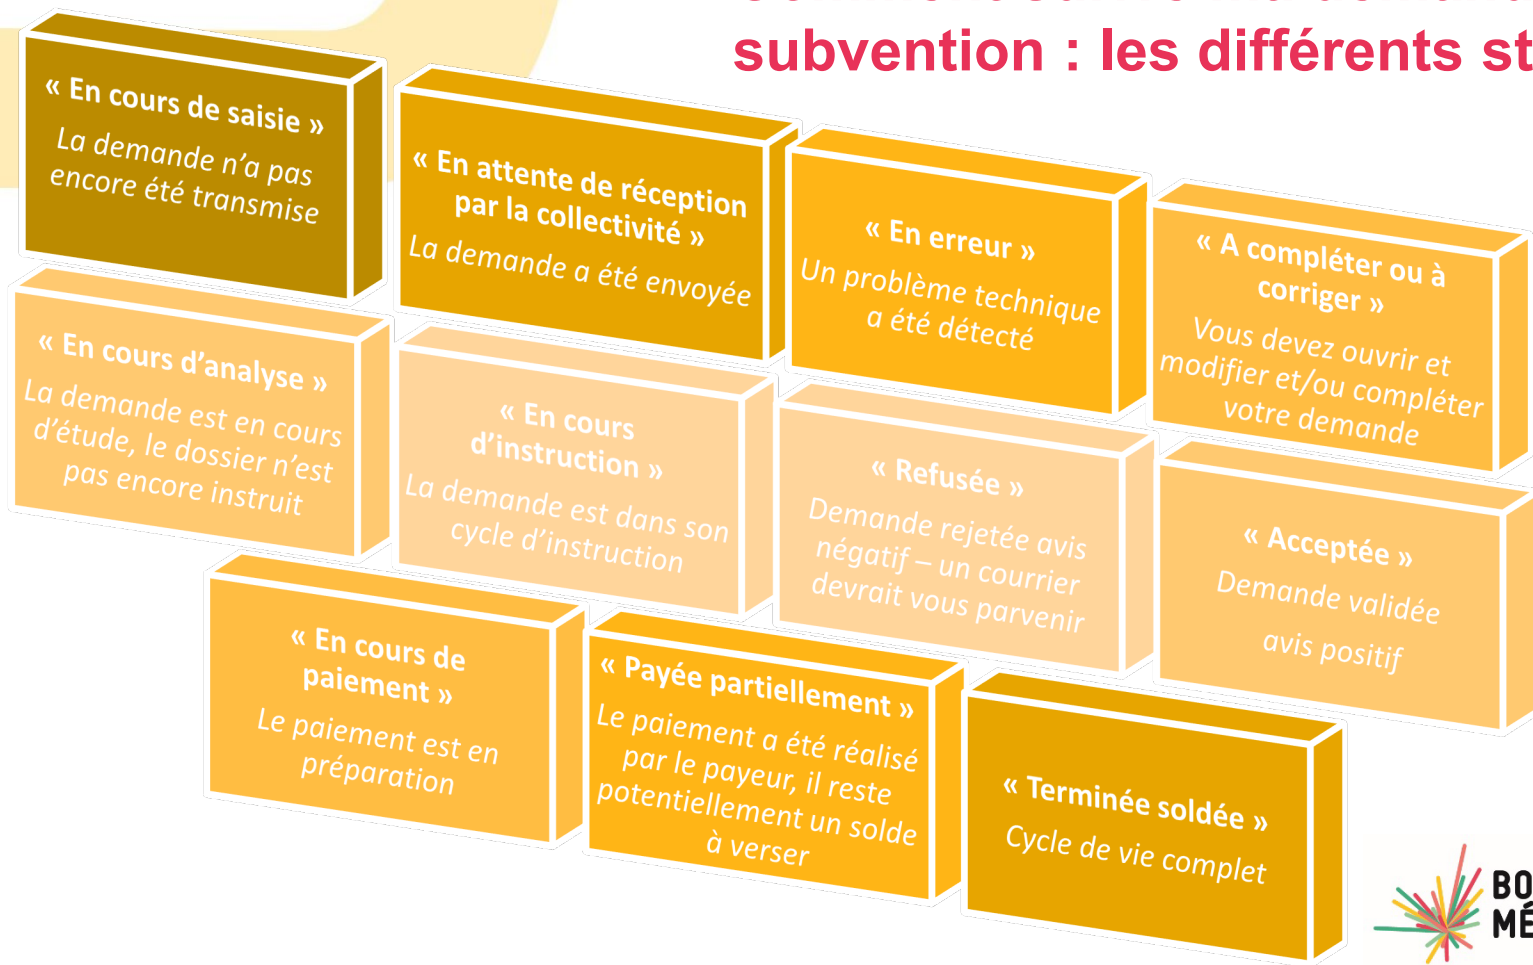 subvention : les différents st
« En cours de saisie »
La demande n’a pas
encore été transmise
« En attente de réception
par la collectivité »
La demande a été envoyée
« En erreur »
Un problème technique
a été détecté
« A compléter ou à
corriger »
Vous devez ouvrir et
modifier et/ou compléter
votre demande
« En cours d’analyse »
La demande est en cours
d’étude, le dossier n’est
pas encore instruit
« En cours
d’instruction »
La demande est dans son
cycle d’instruction
« Refusée »
Demande rejetée avis
négatif – un courrier
devrait vous parvenir
« Acceptée »
Demande validée
avis positif
« En cours de
paiement »
Le paiement est en
préparation
« Payée partiellement »
Le paiement a été réalisé
par le payeur, il reste
potentiellement un solde
à verser
« Terminée soldée »
Cycle de vie complet
BO
MÉ